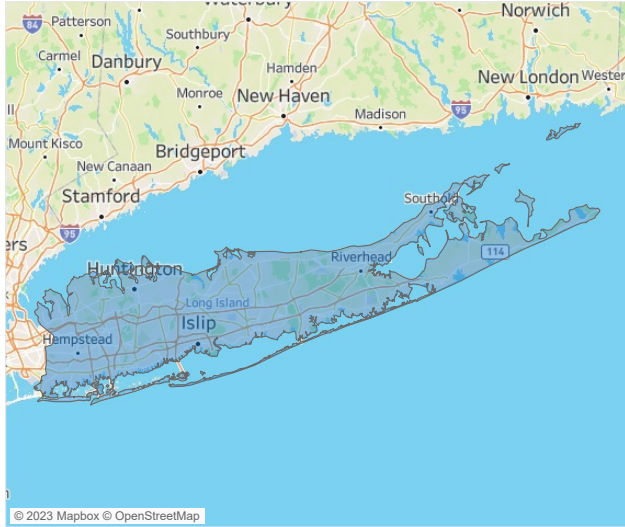 Waterbury
Norwich
84
Patterson
Southbury
Carmel
Danbury
Hamden
Monroe
New Haven
New London
Wester
95
Madison
Mount Kisco
Bridgeport
New Canaan
Stamford
Southold
95
114
Riverhead
Huntington
Long Island
Islip
Hempstead
© 2023 Mapbox © OpenStreetMap